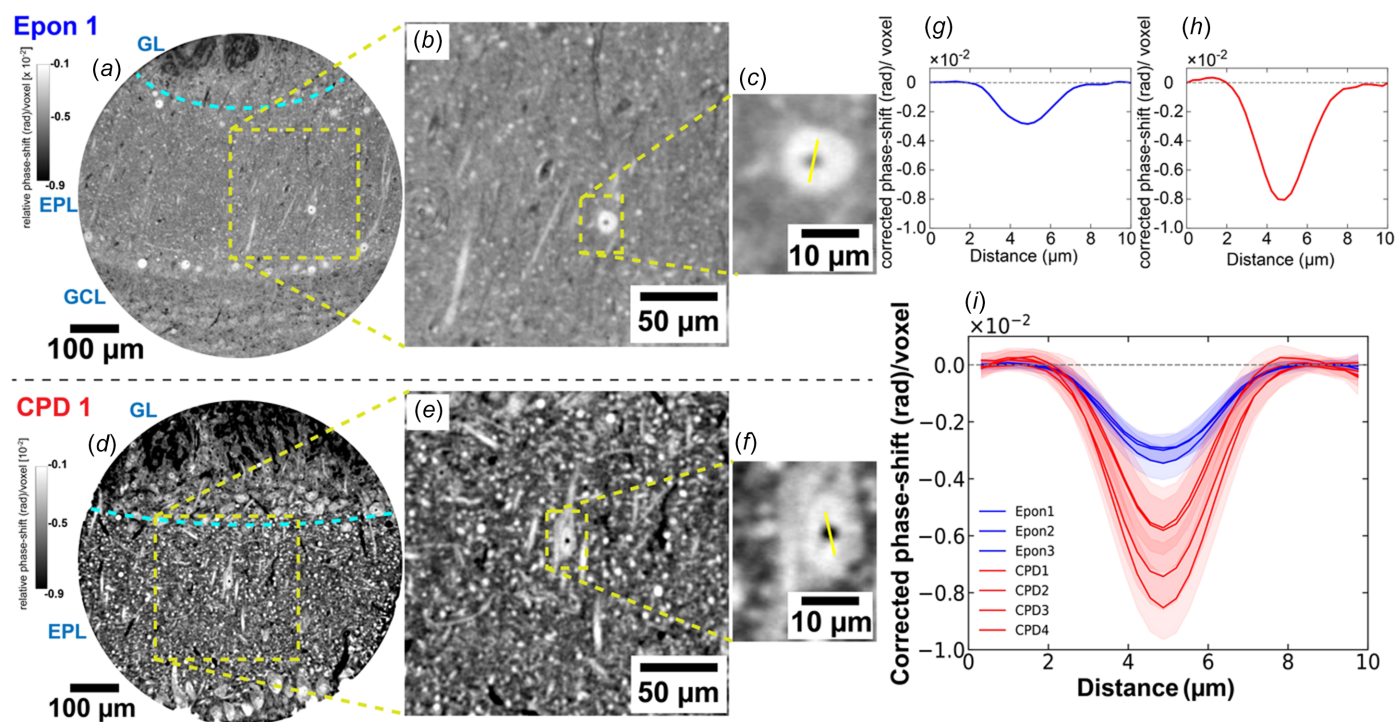 Epon 1
relative phase-shift (rad)/voxel [x 10-2]
-0.1
-0.5
-0.9
(a)
GL
EPL
GCL
100 μm
(b)
50 μm
(c)
10 μm
(g)
×10−2
corrected phase-shift (rad)/ voxel
0
-0.2
-0.4
-0.6
-0.8
-1.0
0 2 4 6 8 10
Distance (μm)
(h)
×10−2
corrected phase-shift (rad)/ voxel
0
-0.2
-0.4
-0.6
-0.8
-1.0
0 2 4 6 8 10
Distance (μm)
CPD 1
relative phase-shift (rad)/voxel [10-2]
-0.1
-0.5
-0.9
(d)
GL
EPL
100 μm
(e)
50 μm
(f)
10 μm
(i)
×10−2
Corrected phase-shift (rad)/voxel
0.0
−0.2
−0.4
−0.6
−0.8
−1.0
Epon1
Epon2
Epon3
CPD1
CPD2
CPD3
CPD4
0 2 4 6 8 10
Distance (μm)